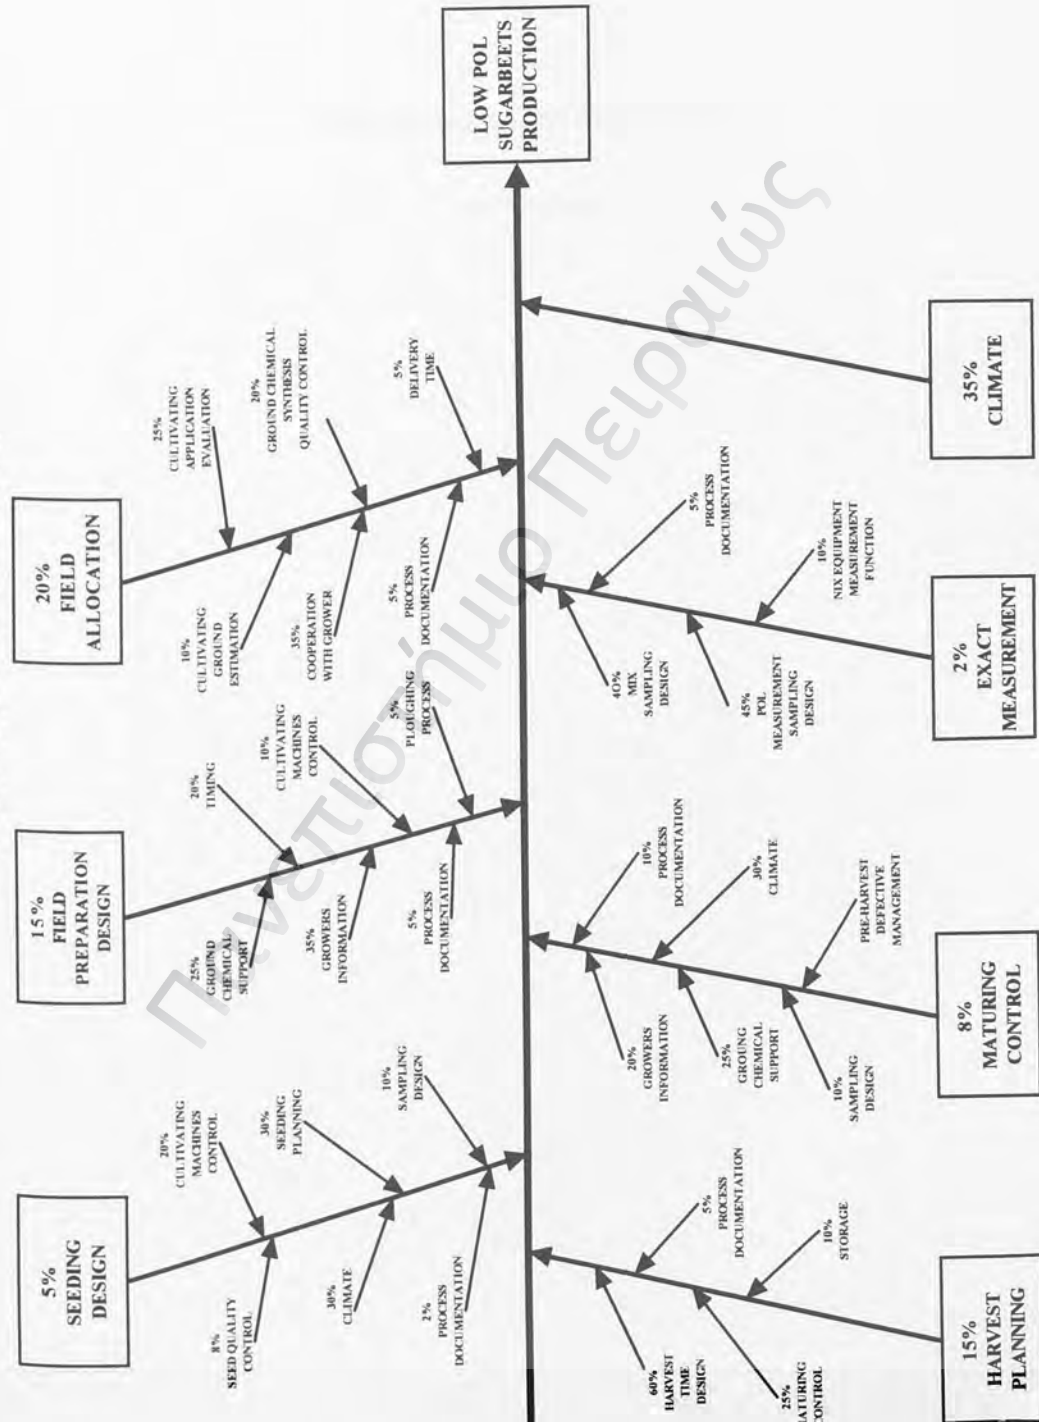 LOW POL
SUGARBEETS
PRODUCTION
20%
FIELD
ALLOCATION
25%
CULTIVATING
APPLICATION
EVALUATION
20%
GROUND CHEMICAL
SYNTHESIS
QUALITY CONTROL
5%
DELIVERY
TIME
10%
CULTIVATING
GROUND
ESTIMATION
35%
COOPERATION
WITH GROWER
5%
PROCESS
DOCUMENTATION
15%
FIELD
PREPARATION
DESIGN
20%
TIMING
10%
CULTIVATING
MACHINES
CONTROL
5%
PLOUGHING
PROCESS
25%
GROUND
CHEMICAL
SUPPORT
35%
GROWERS
INFORMATION
5%
PROCESS
DOCUMENTATION
5%
SEEDING
DESIGN
20%
CULTIVATING
MACHINES
CONTROL
30%
SEEDING
PLANNING
10%
SAMPLING
DESIGN
8%
SEED QUALITY
CONTROL
30%
CLIMATE
2%
PROCESS
DOCUMENTATION
35%
CLIMATE
5%
PROCESS
DOCUMENTATION
10%
NIX EQUIPMENT
MEASUREMENT
FUNCTION
40%
MIX
SAMPLING
DESIGN
45%
POL
MEASUREMENT
SAMPLING
DESIGN
2%
EXACT
MEASUREMENT
10%
PROCESS
DOCUMENTATION
30%
CLIMATE
PRE-HARVEST
DEFECTIVE
MANAGEMENT
20%
GROWERS
INFORMATION
25%
GROUNG
CHEMICAL
SUPPORT
10%
SAMPLING
DESIGN
8%
MATURING
CONTROL
5%
PROCESS
DOCUMENTATION
10%
STORAGE
60%
HARVEST
TIME
DESIGN
25%
ATURING
ONTROL
15%
HARVEST
PLANNING
Πανεπιστήμιο Πειραιώς